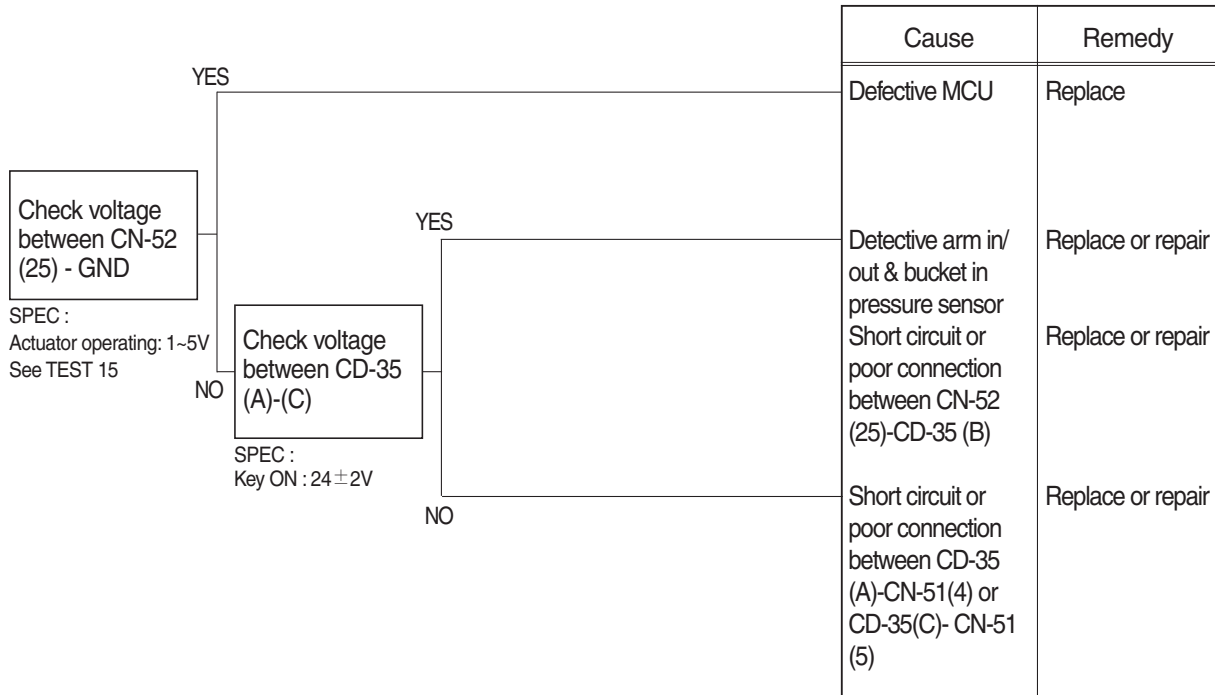 Cause
Remedy
YES
Defective MCU
Replace
Check voltage
between CN-52
(25) - GND
SPEC :
Actuator operating: 1~5V
See TEST 15
NO
Check voltage
between CD-35
(A)-(C)
SPEC :
Key ON : 24±2V
YES
Detective arm in/
out & bucket in
pressure sensor
Replace or repair
Short circuit or
poor connection
between CN-52
(25)-CD-35 (B)
Replace or repair
NO
Short circuit or
poor connection
between CD-35
(A)-CN-51(4) or
CD-35(C)- CN-51
(5)
Replace or repair